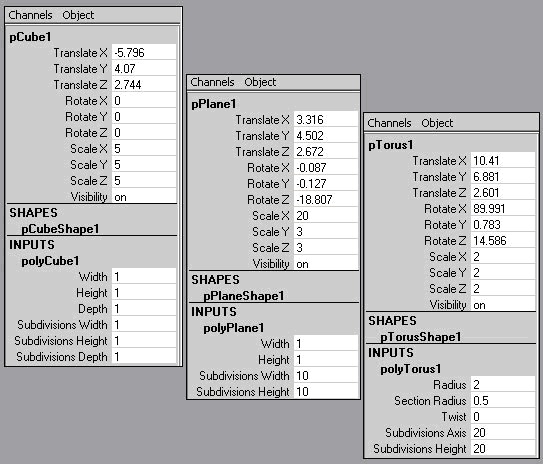 Channels Object
pCube1
Translate X -5.796
Translate Y 4.07
Translate Z 2.744
Rotate X 0
Rotate Y 0
Rotate Z 0
Scale X 5
Scale Y 5
Scale Z 5
Visibility on
SHAPES
pCubeShape1
INPUTS
polyCube1
Width 1
Height 1
Depth 1
Subdivisions Width 1
Subdivisions Height 1
Subdivisions Depth 1
Channels Object
pPlane1
Translate X 3.316
Translate Y 4.502
Translate Z 2.672
Rotate X -0.087
Rotate Y -0.127
Rotate Z -18.807
Scale X 20
Scale Y 3
Scale Z 3
Visibility on
SHAPES
pPlaneShape1
INPUTS
polyPlane1
Width 1
Height 1
Subdivisions Width 10
Subdivisions Height 10
Channels Object
pTorus1
Translate X 10.41
Translate Y 6.881
Translate Z 2.601
Rotate X 89.991
Rotate Y 0.783
Rotate Z 14.586
Scale X 2
Scale Y 2
Scale Z 2
Visibility on
SHAPES
pTorusShape1
INPUTS
polyTorus1
Radius 2
Section Radius 0.5
Twist 0
Subdivisions Axis 20
Subdivisions Height 20